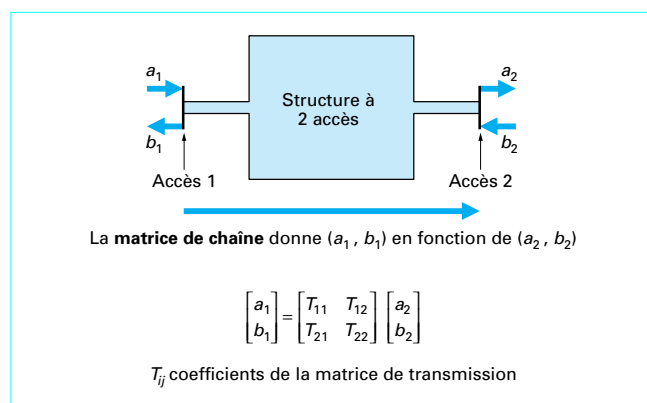 a1
a2
Structure à
2 accès
b1
b2
Accès 1
Accès 2
La matrice de chaîne donne (a1 , b1) en fonction de (a2 , b2)
[a1 b1] = [T11 T12 T21 T22] [a2 b2]
Tij coefficients de la matrice de transmission